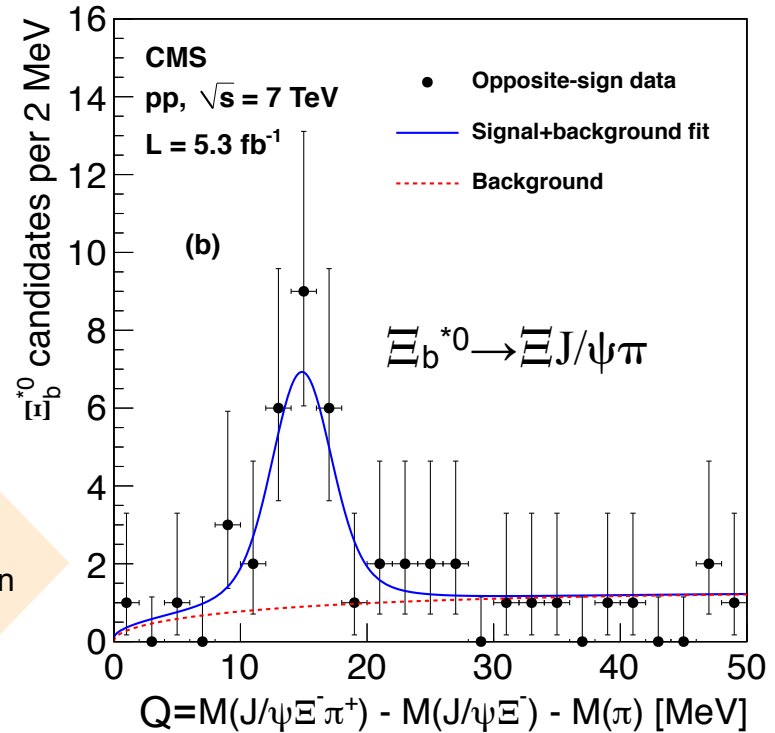 16
14
12
10
8
6
4
2
0
Ξb*0 candidates per 2 MeV
CMS
pp, √s = 7 TeV
L = 5.3 fb-1
Opposite-sign data
Signal+background fit
Background
(b)
Ξb*0→ΞJ/ψπ
n
0 10 20 30 40 50
Q=M(J/ψΞ-π+) - M(J/ψΞ-) - M(π) [MeV]